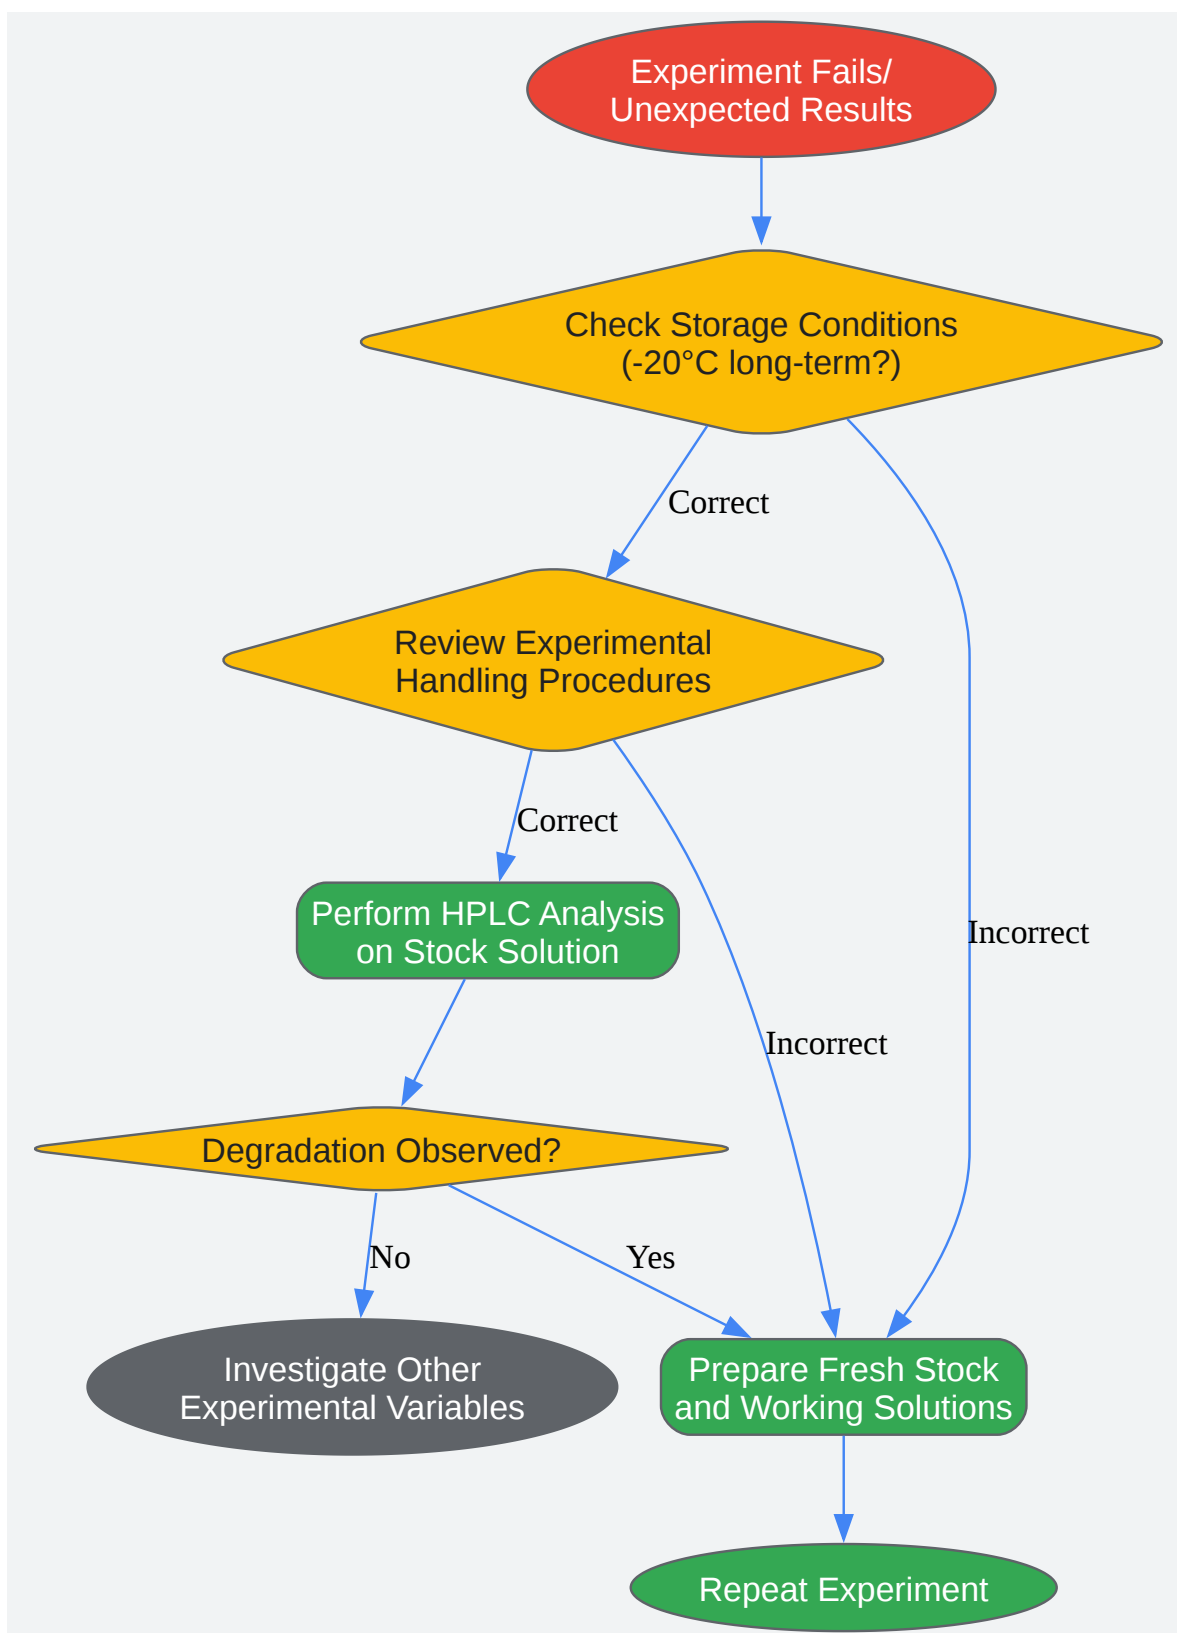 Experiment Fails/
Unexpected Results
Check Storage Conditions
(-20°C long-term?)
Correct
Review Experimental
Handling Procedures
Correct
Perform HPLC Analysis
on Stock Solution
Incorrect
Incorrect
Degradation Observed?
No
Yes
Investigate Other
Experimental Variables
Prepare Fresh Stock
and Working Solutions
Repeat Experiment